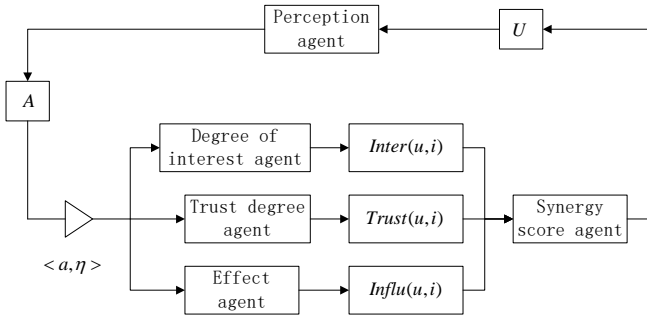 Perception
agent
U
A
Degree of
interest agent
Inter(u,i)
Trust degree
agent
Trust(u,i)
Synergy
score agent
<a,η>
Effect
agent
Influ(u,i)